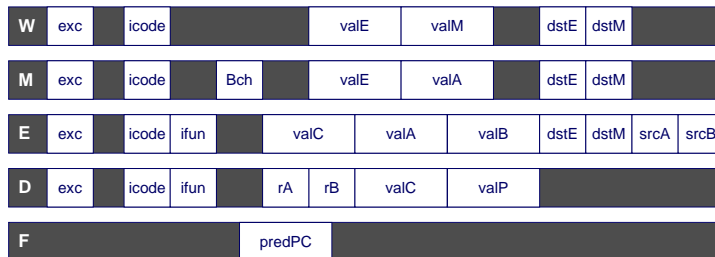 W exc icode valE valM dstE dstM
M exc icode Bch valE valA dstE dstM
E exc icode ifun valC valA valB dstE dstM srcA srcB
D exc icode ifun rA rB valC valP
F predPC